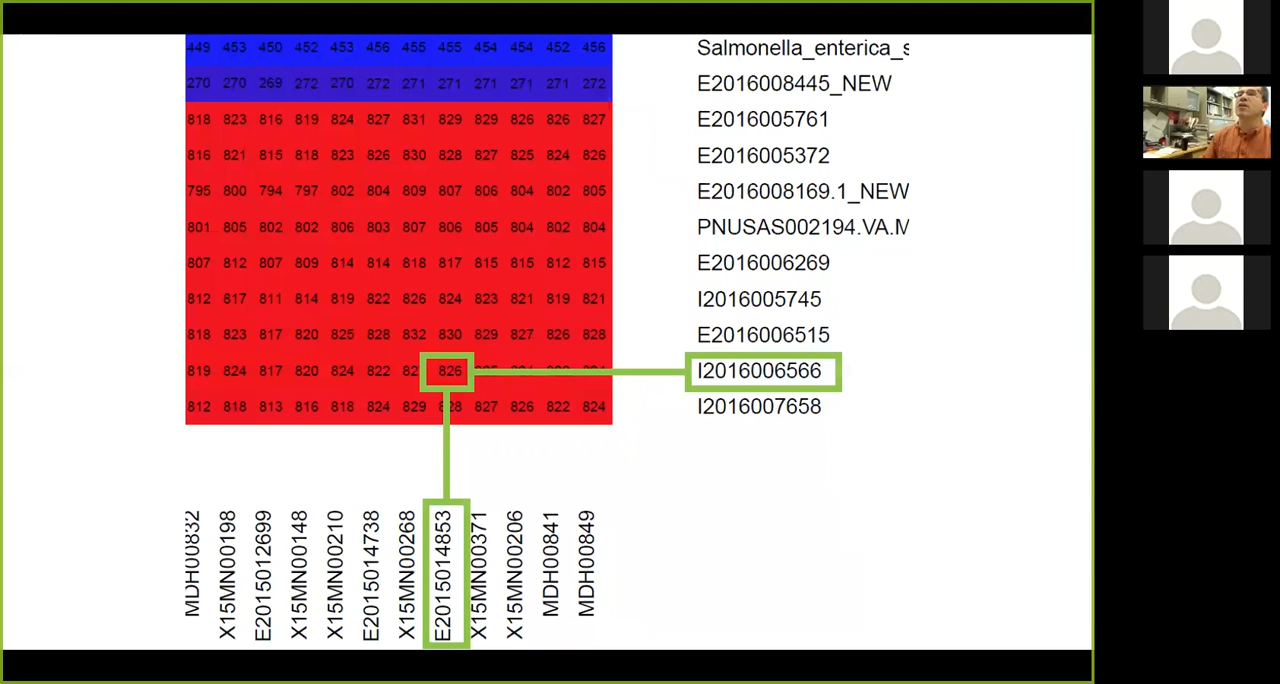 449 453 450 452 453 456 455 455 454 454 452 456 Salmonella_enterica_s
270 270 269 272 270 272 271 271 271 271 271 272 E2016008445_NEW
818 823 816 819 824 827 831 829 829 826 826 827 E2016005761
816 821 815 818 823 826 830 828 827 825 824 826 E2016005372
795 800 794 797 802 804 809 807 806 804 802 805 E2016008169.1_NEW
801 805 802 802 806 803 807 806 805 804 802 804 PNUSAS002194.VA.M
807 812 807 809 814 814 818 817 815 815 812 815 E2016006269
812 817 811 814 819 822 826 824 823 821 819 821 I2016005745
818 823 817 820 825 828 832 830 829 827 826 828 E2016006515
819 824 817 820 824 822 826 I2016006566
812 818 813 816 818 824 829 828 827 826 822 824 I2016007658
MDH00832
X15MN00198
E2015012699
X15MN00148
X15MN00210
E2015014738
X15MN00268
E2015014853
X15MN00371
X15MN00206
MDH00841
MDH00849